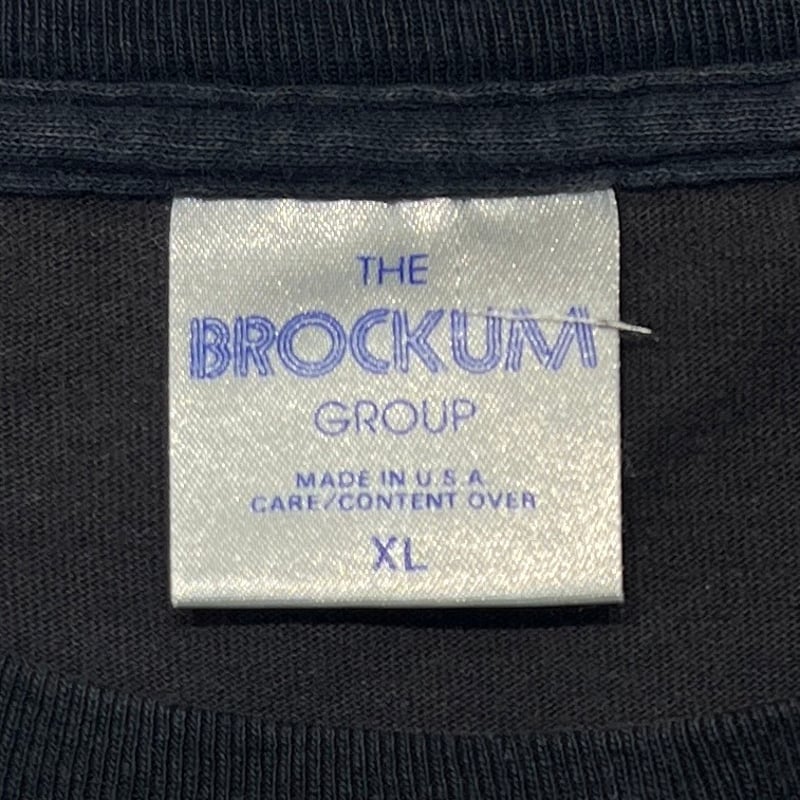 THE
BROCKUM
GROUP
MADE IN U.S.A
CARE/CONTENT OVER
XL